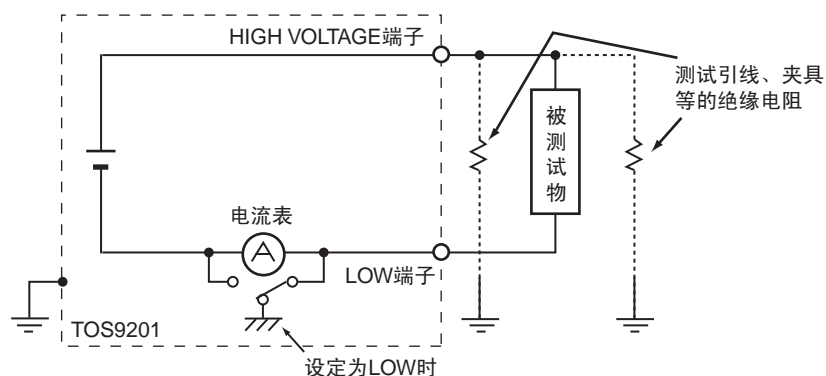 HIGH VOLTAGE端子
测试引线、夹具
等的绝缘电阻
被
测
试
物
电流表
A
LOW端子
TOS9201
设定为LOW时